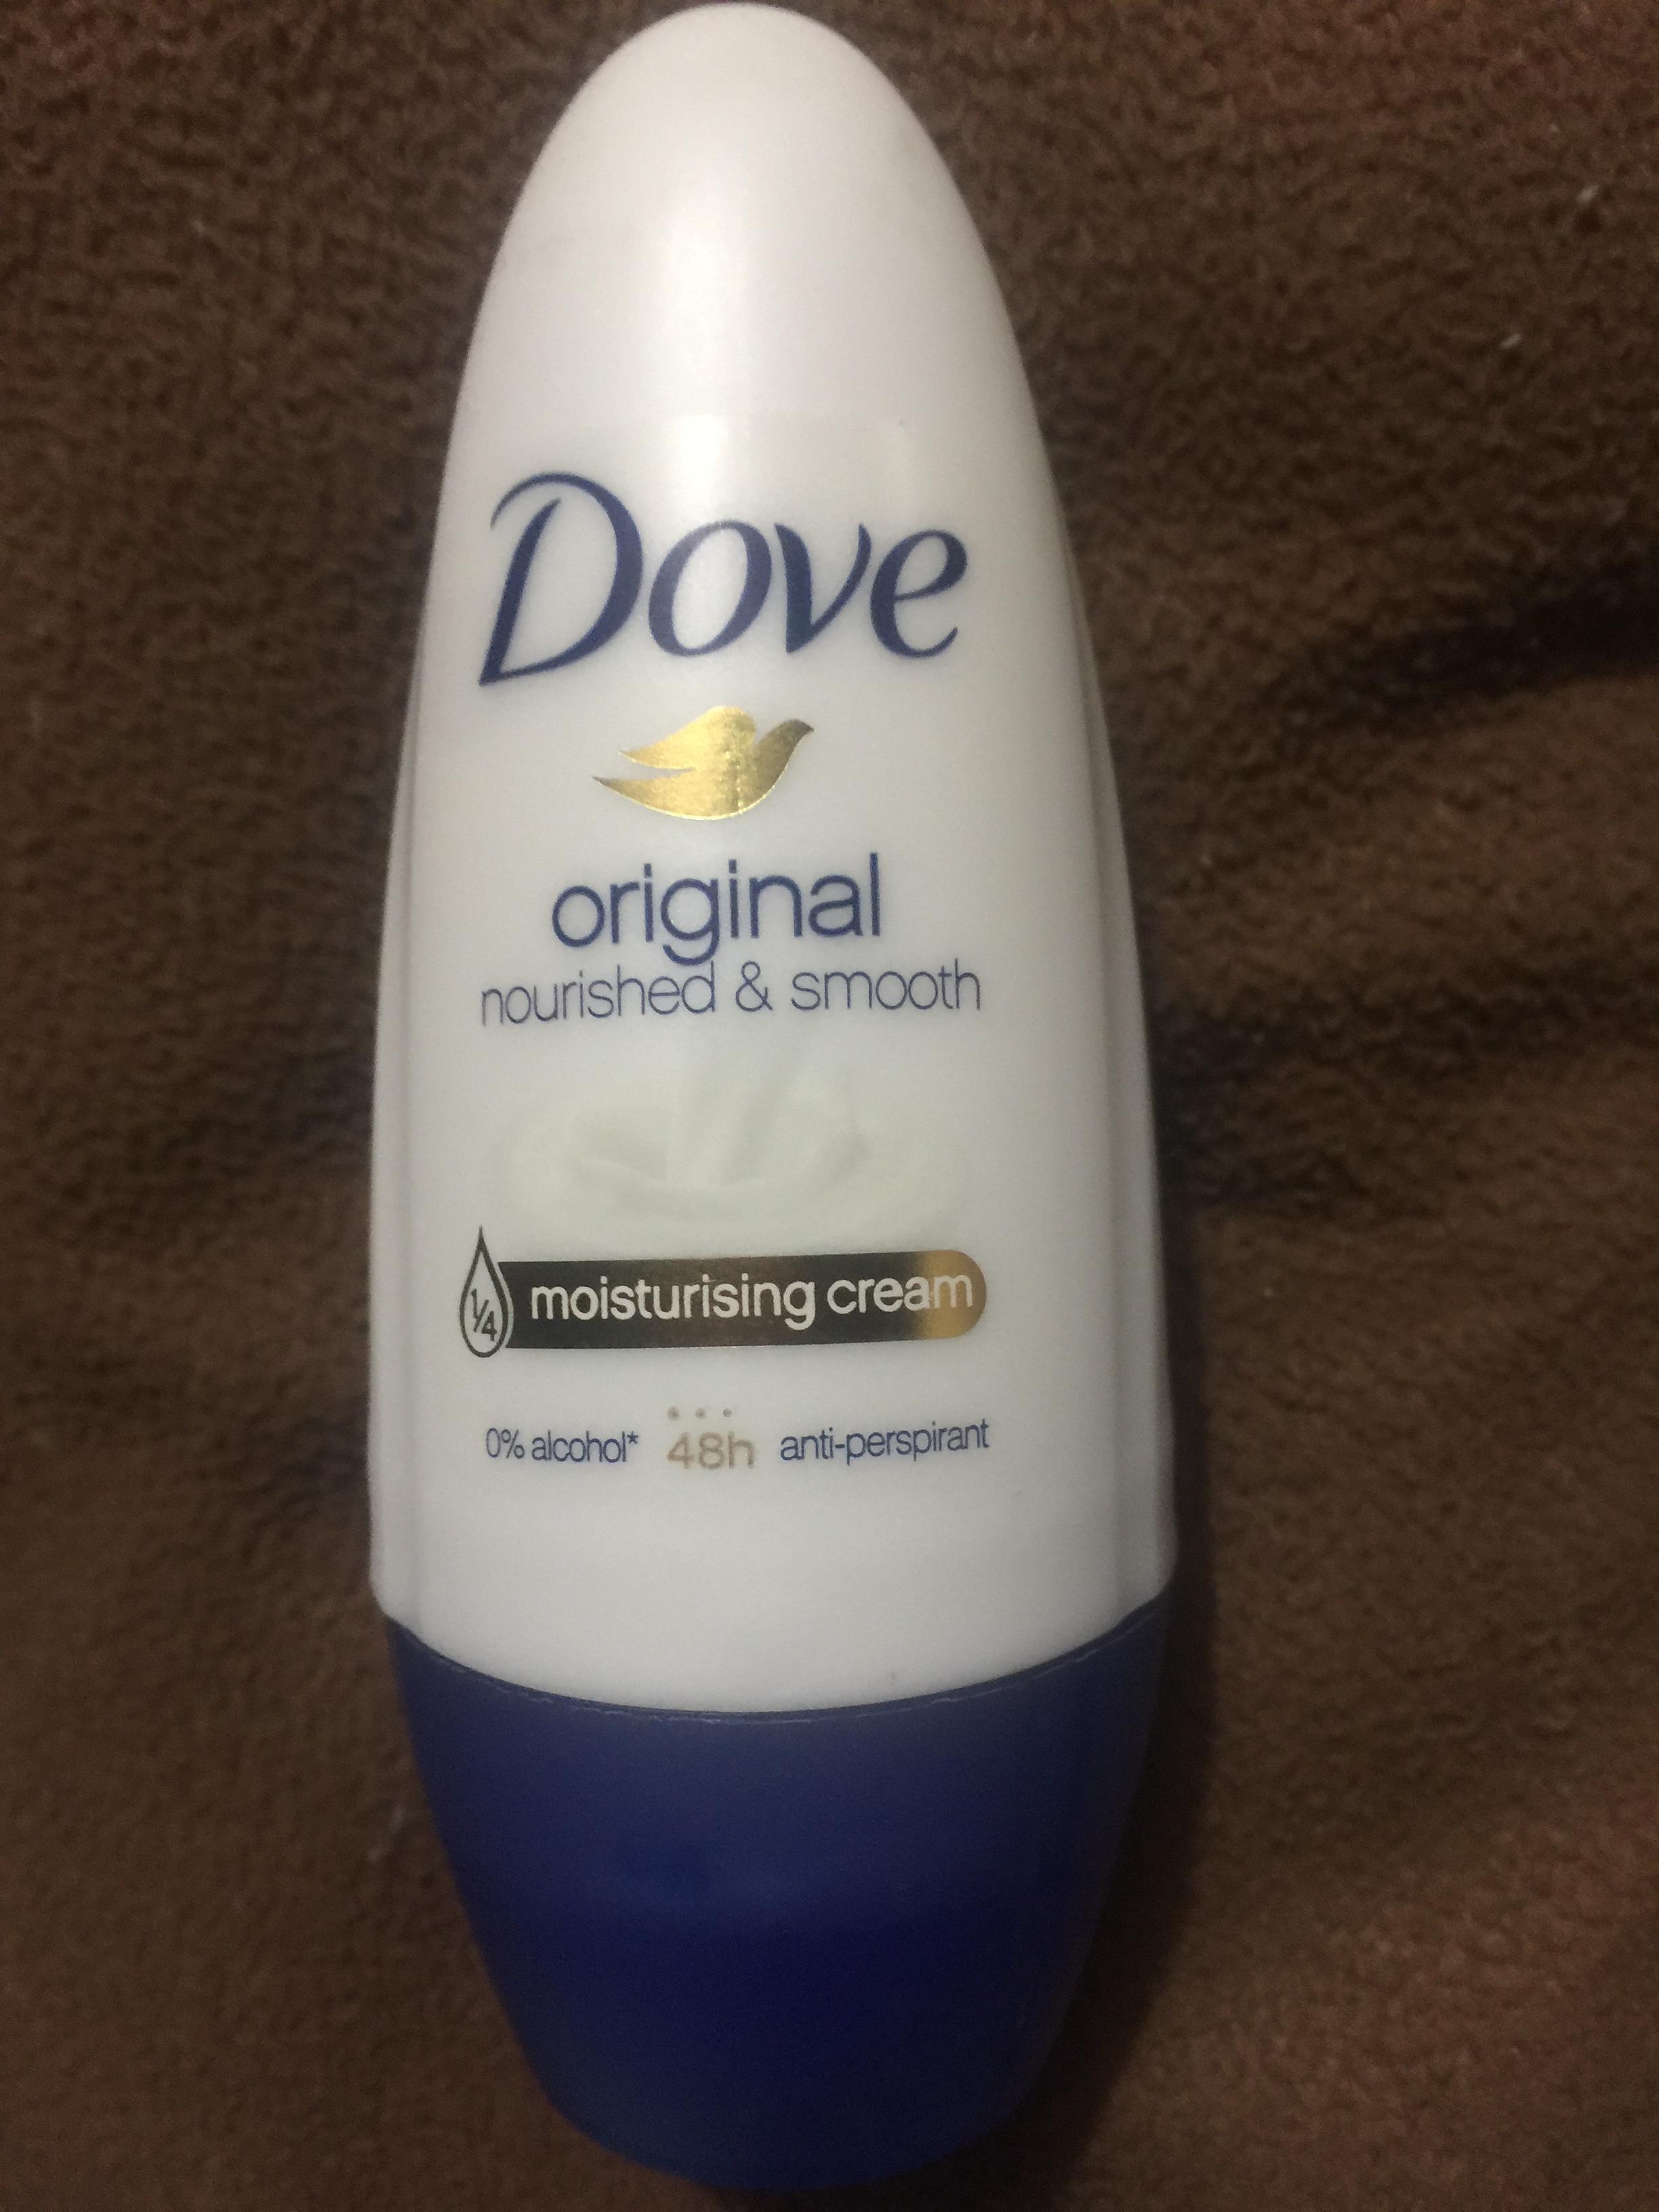 Dove
original
nourished & smooth
1/4 moisturising cream
0% alcohol* 48h anti-perspirant